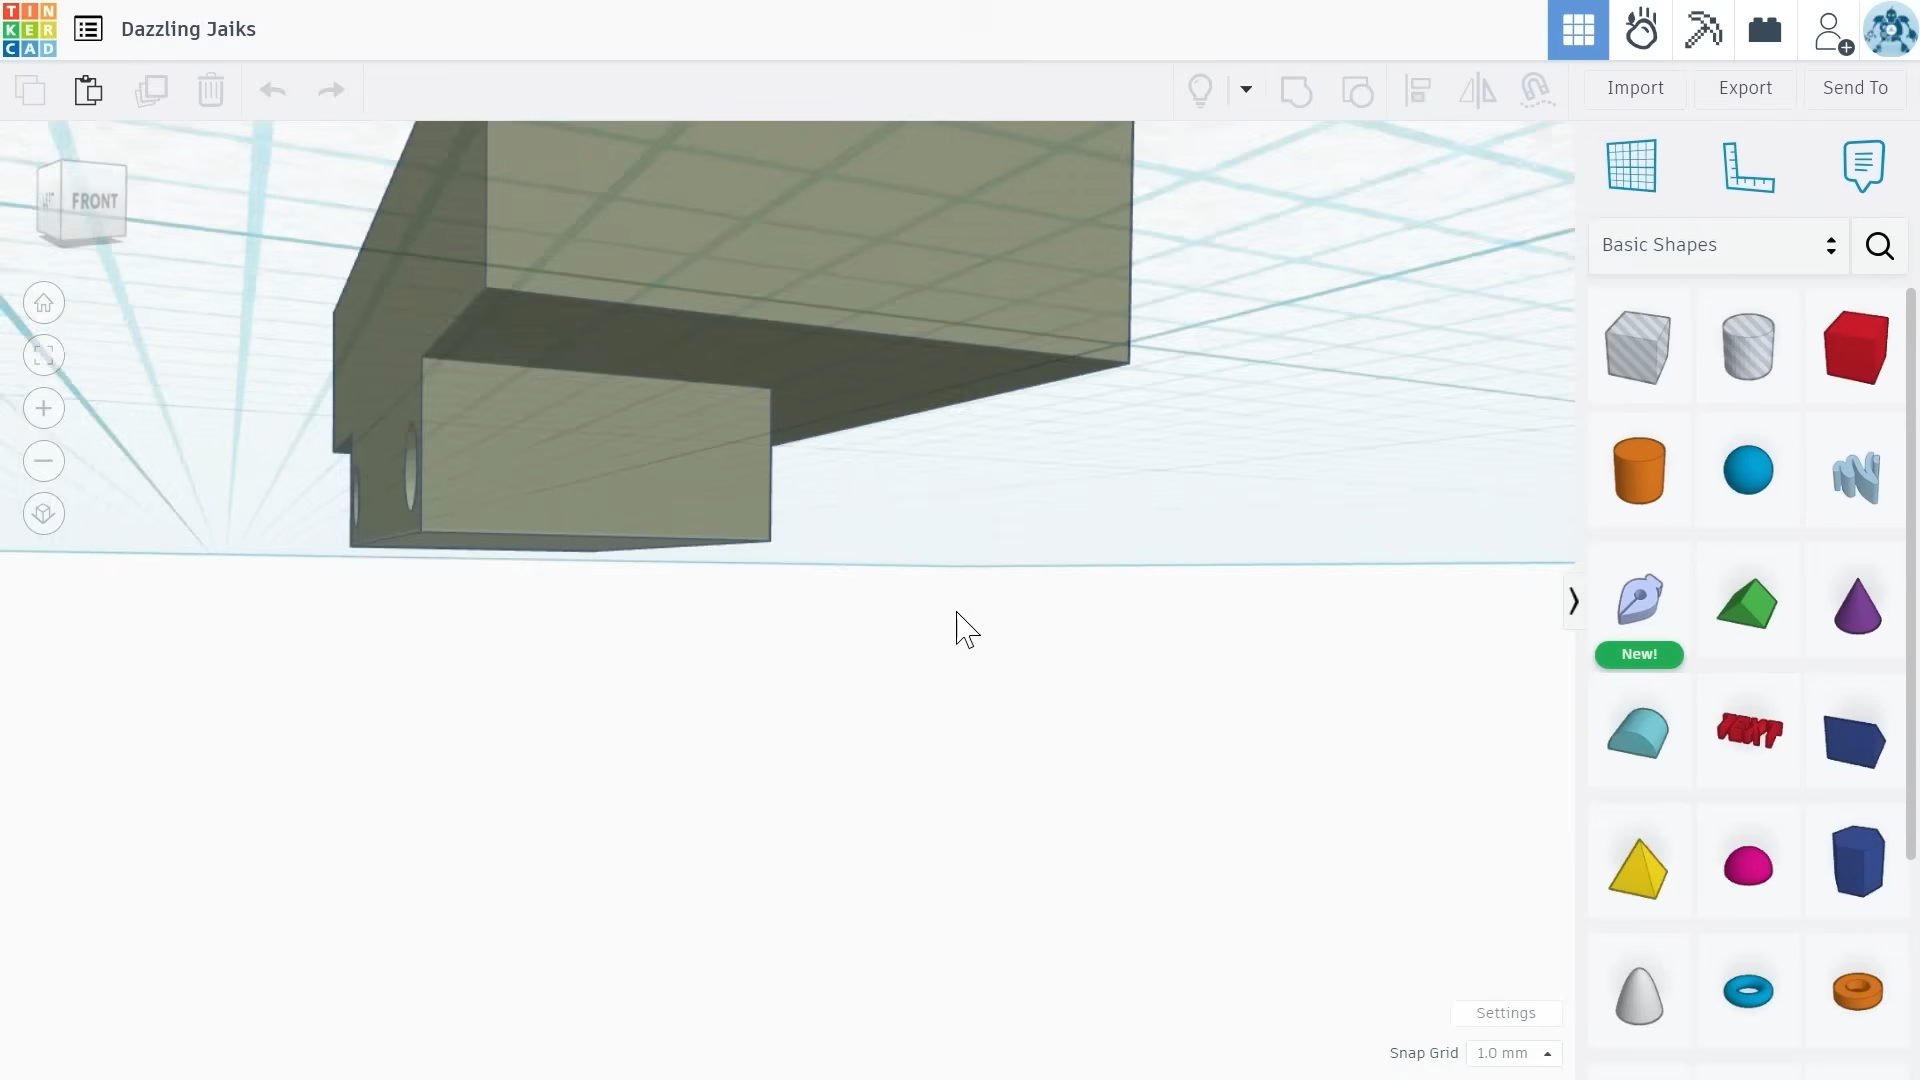 TIN
KER
CAD
Dazzling Jaiks
Import
Export
Send To
FRONT
Basic Shapes
New!
TEXT
Settings
Snap Grid
1.0 mm